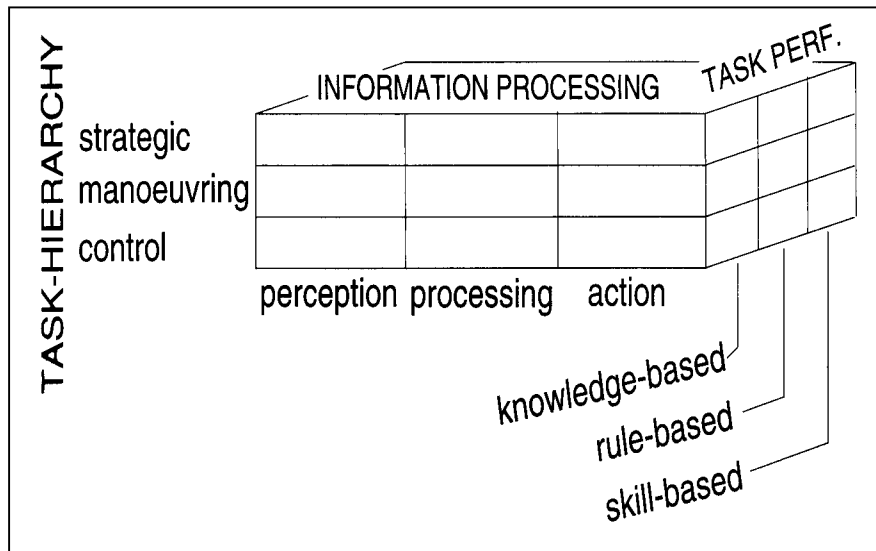 TASK-HIERARCHY
INFORMATION PROCESSING
TASK PERF.
strategic
manoeuvring
control
perception
processing
action
knowledge-based
rule-based
skill-based